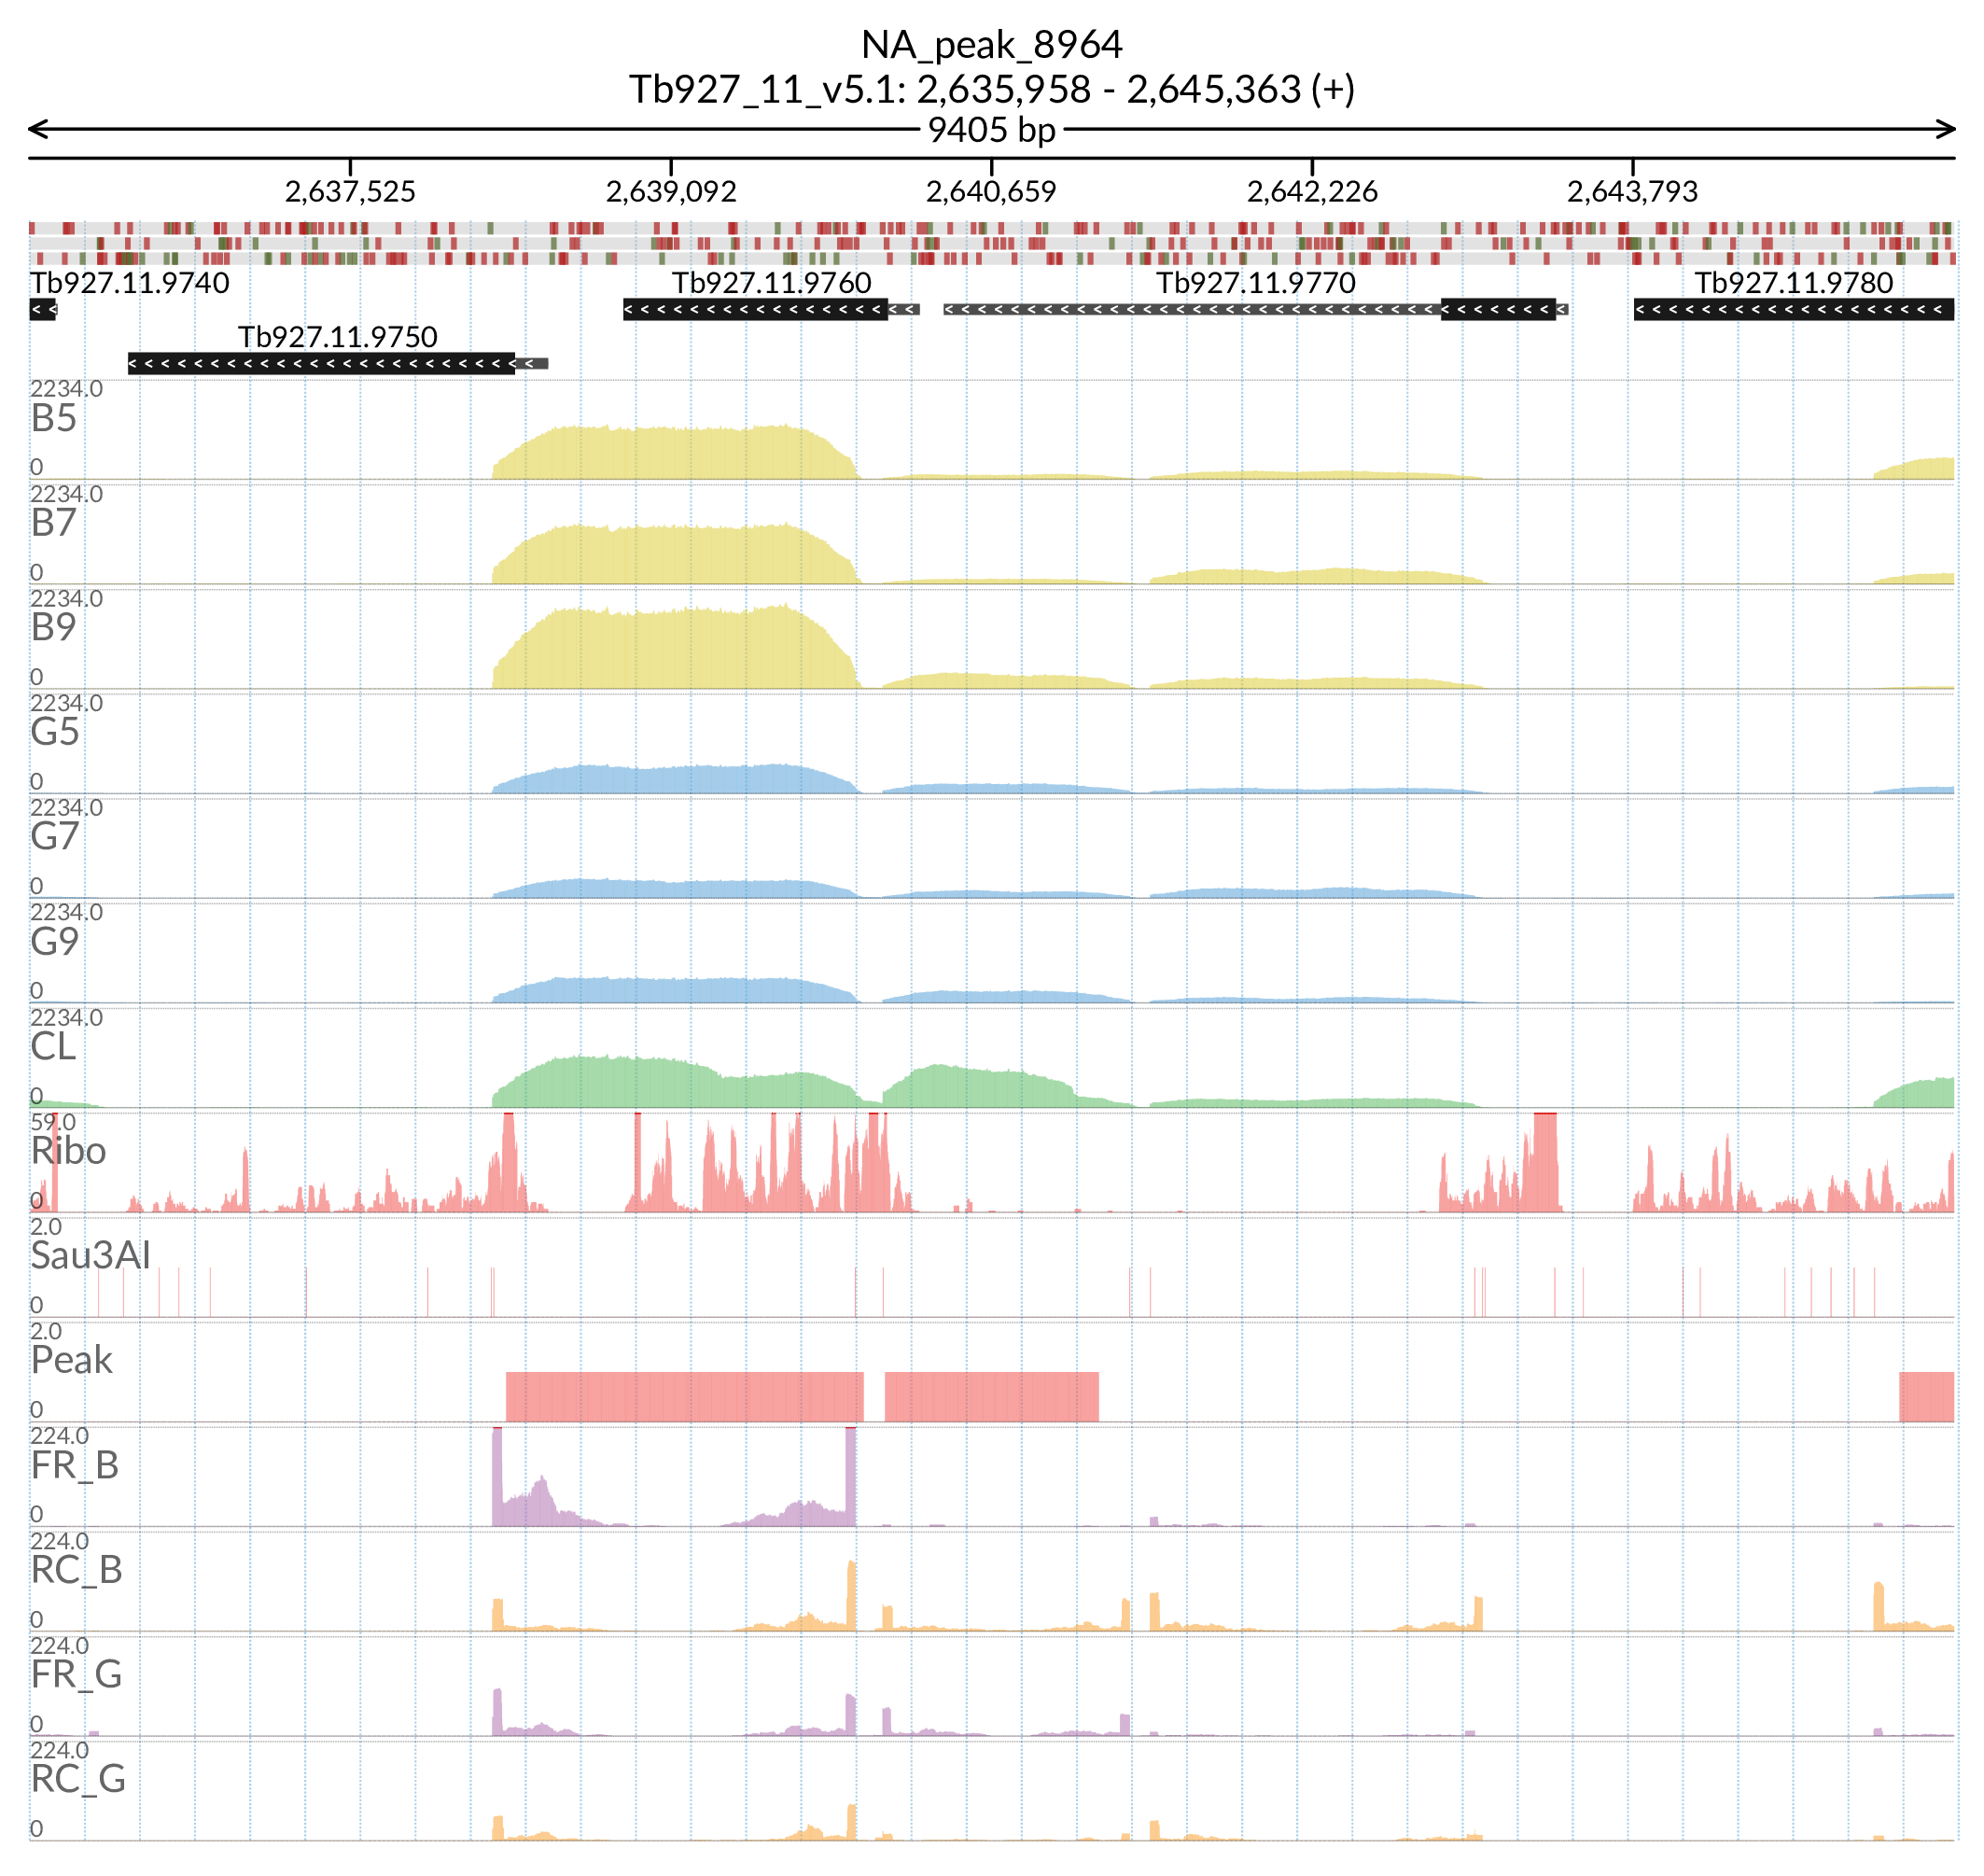 NA_peak_8964
Tb927_11_v5.1: 2,635,958 - 2,645,363 (+)
9405 bp
2,637,525 2,639,092 2,640,659 2,642,226 2,643,793
Tb927.11.9740 Tb927.11.9760 Tb927.11.9770 Tb927.11.9780
Tb927.11.9750
2234.0
B5
0
2234.0
B7
0
2234.0
B9
0
2234.0
G5
0
2234.0
G7
0
2234.0
G9
0
2234.0
CL
0
59.0
Ribo
0
2.0
Sau3AI
0
2.0
Peak
0
224.0
FR_B
0
224.0
RC_B
0
224.0
FR_G
0
224.0
RC_G
0